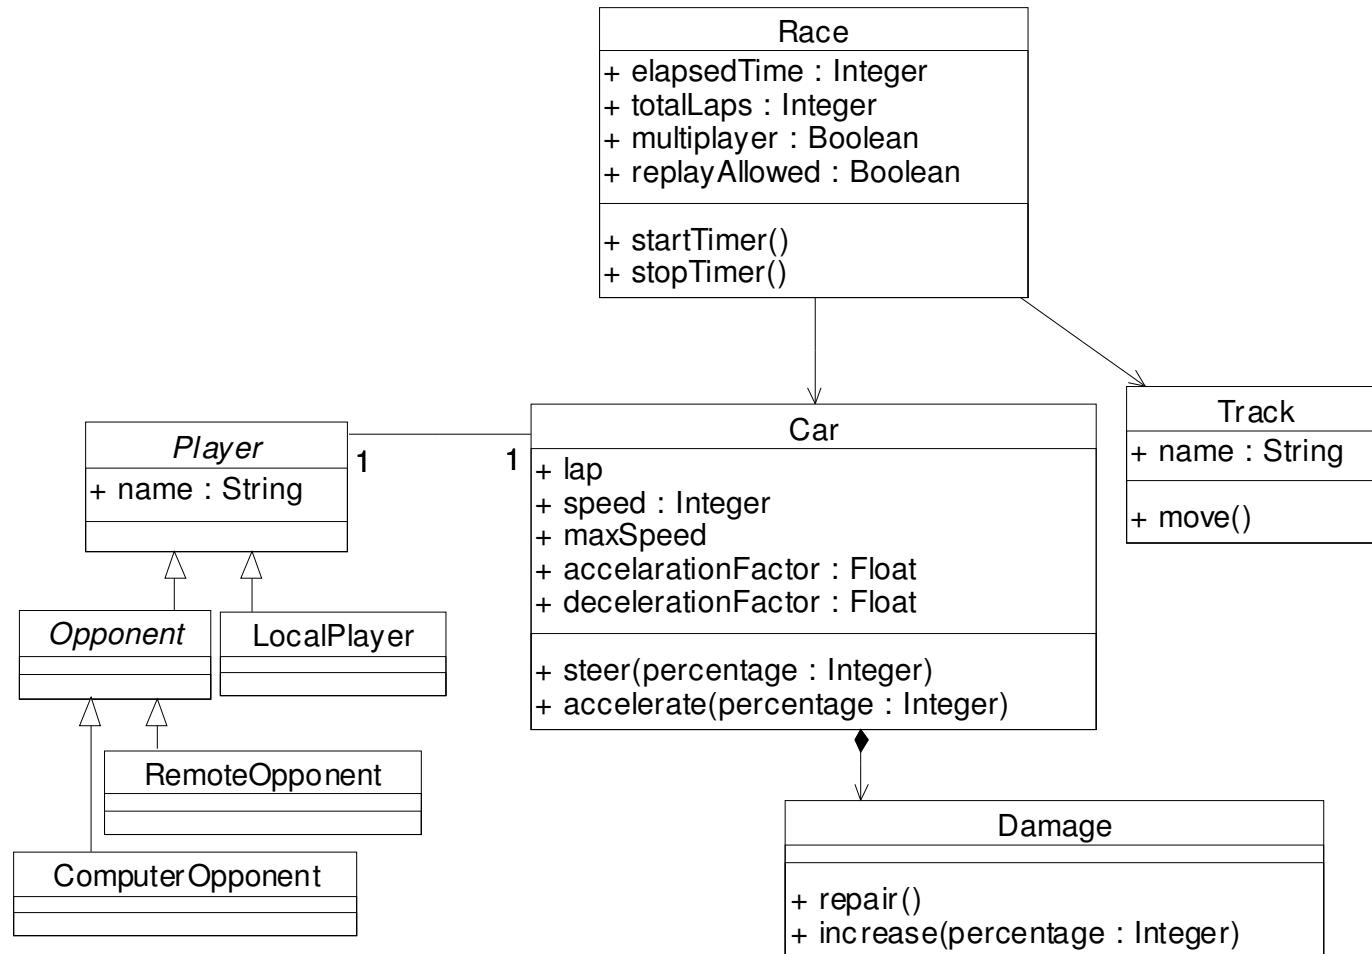 Race
+ elapsedTime : Integer
+ totalLaps : Integer
+ multiplayer : Boolean
+ replayAllowed : Boolean
+ startTimer()
+ stopTimer()
Track
+ name : String
+ move()
Player
+ name : String
1
1
Car
+ lap
+ speed : Integer
+ maxSpeed
+ accelarationFactor : Float
+ decelerationFactor : Float
+ steer(percentage : Integer)
+ accelerate(percentage : Integer)
Opponent
LocalPlayer
RemoteOpponent
ComputerOpponent
Damage
+ repair()
+ increase(percentage : Integer)